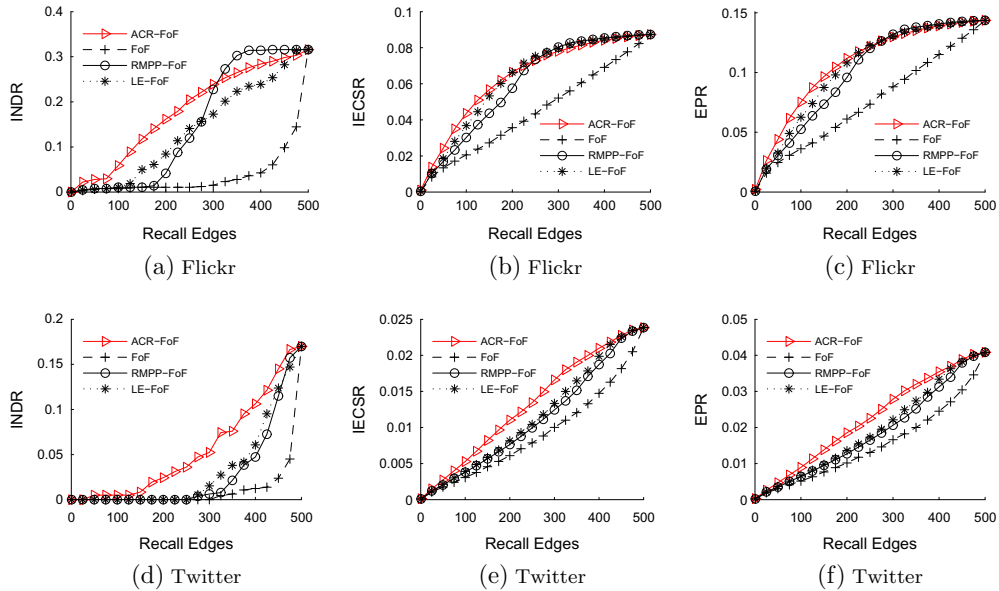 0.4
0.3
0.2
0.1
0.0
INDR
ACR-FoF
FoF
RMPP-FoF
LE-FoF
0 100 200 300 400 500
Recall Edges
(a) Flickr
0.1
0.08
0.06
0.04
0.02
0
IECSR
ACR-FoF
FoF
RMPP-FoF
LE-FoF
0 100 200 300 400 500
Recall Edges
(b) Flickr
0.15
0.10
0.05
0
EPR
ACR-FoF
FoF
RMPP-FoF
LE-FoF
0 100 200 300 400 500
Recall Edges
(c) Flickr
0.2
0.15
0.1
0.05
0
INDR
ACR-FoF
FoF
RMPP-FoF
LE-FoF
0 100 200 300 400 500
Recall Edges
(d) Twitter
0.025
0.02
0.015
0.01
0.005
0
IECSR
ACR-FoF
FoF
RMPP-FoF
LE-FoF
0 100 200 300 400 500
Recall Edges
(e) Twitter
0.05
0.04
0.03
0.02
0.01
0
EPR
ACR-FoF
FoF
RMPP-FoF
LE-FoF
0 100 200 300 400 500
Recall Edges
(f) Twitter